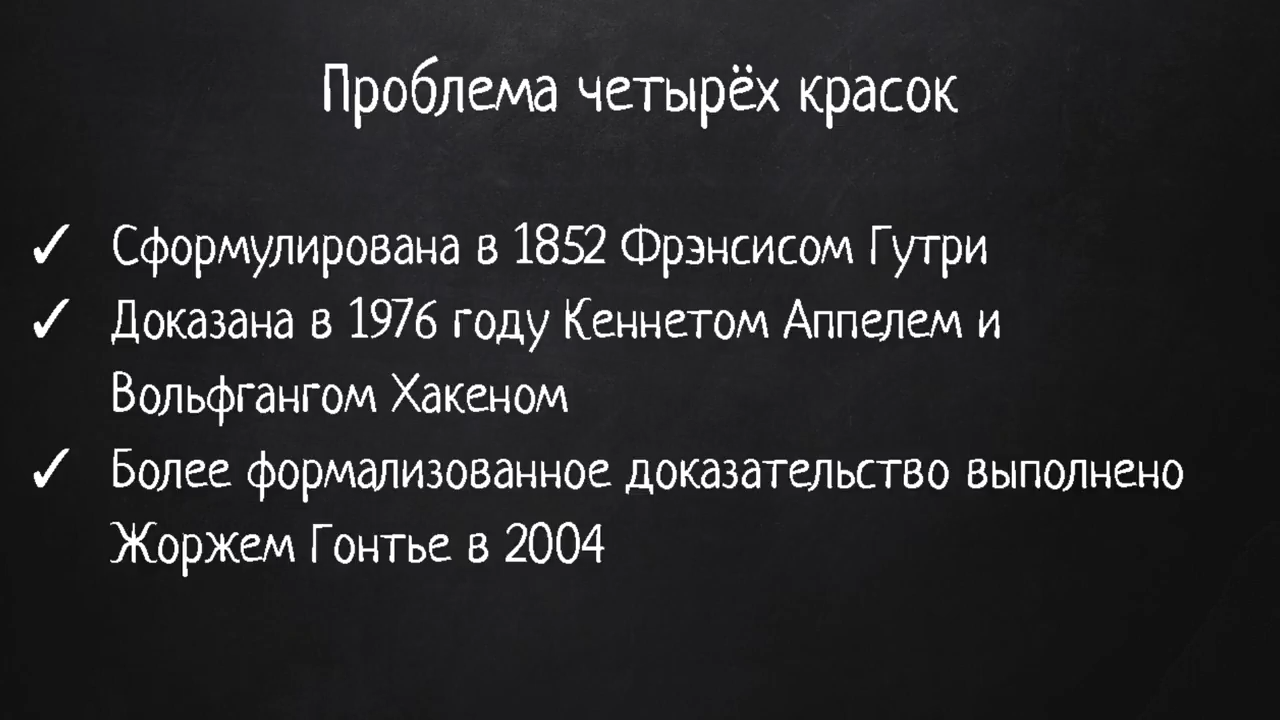 Проблема четырёх красок
✓ Сформулирована в 1852 Фрэнсисом Гутри
✓ Доказана в 1976 году Кеннетом Аппелем и
Вольфгангом Хакеном
✓ Более формализованное доказательство выполнено
Жоржем Гонтье в 2004